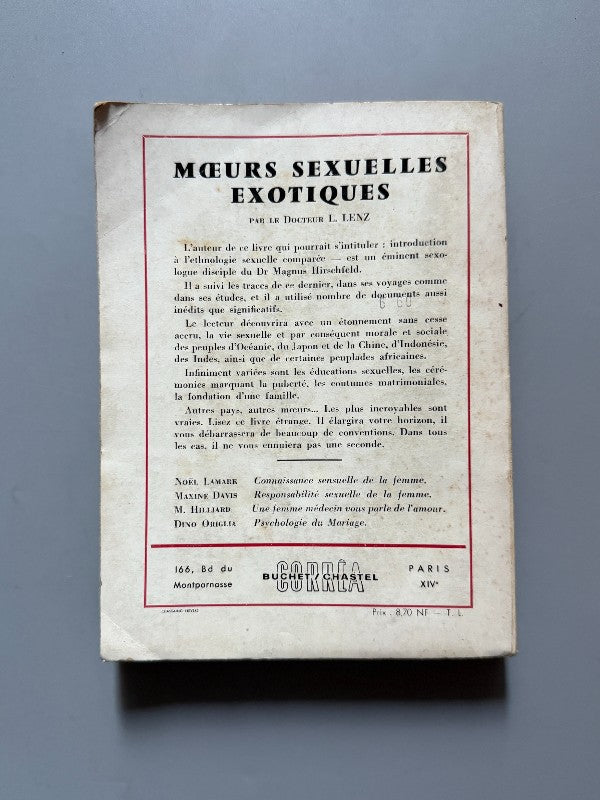 MŒURS SEXUELLES
EXOTIQUES
PAR LE DOCTEUR L. LENZ
L'auteur de ce livre qui pourrait s'intituler : introduction
à l'ethnologie sexuelle comparée — est un éminent sexo-
logue disciple du Dr Magnus Hirschfeld.
Il a suivi les traces de ce dernier, dans ses voyages comme
dans ses études, et il a utilisé nombre de documents aussi
inédits que significatifs.
Le lecteur découvrira avec un étonnement sans cesse
accru, la vie sexuelle et par conséquent morale et sociale
des peuples d'Océanie, du Japon et de la Chine, d'Indonésie,
des Indes, ainsi que de certaines peuplades africaines.
Infiniment variées sont les éducations sexuelles, les céré-
monies marquant la puberté, les coutumes matrimoniales,
la fondation d'une famille.
Autres pays, autres mœurs... Les plus incroyables sont
vraies. Lisez ce livre étrange. Il élargira votre horizon, il
vous débarrassera de beaucoup de conventions. Dans tous
les cas, il ne vous ennuiera pas une seconde.
NOËL LAMARE Connaissance sensuelle de la femme.
MAXINE DAVIS Responsabilité sexuelle de la femme.
M. HILLIARD Une femme médecin vous parle de l'amour.
DINO ORIGLIA Psychologie du Mariage.
166, Bd du
Montparnasse
CORRÊA
BUCHET/CHASTEL
PARIS
XIVe
Prix : 8,70 NF — T. L.